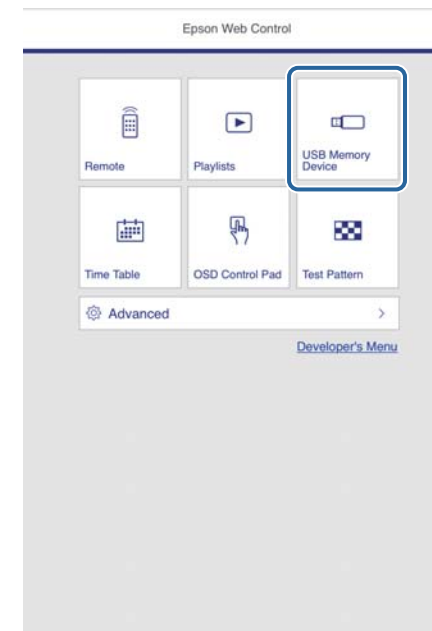 Epson Web Control
Remote
Playlists
USB Memory
Device
Time Table
OSD Control Pad
Test Pattern
Advanced
Developer's Menu